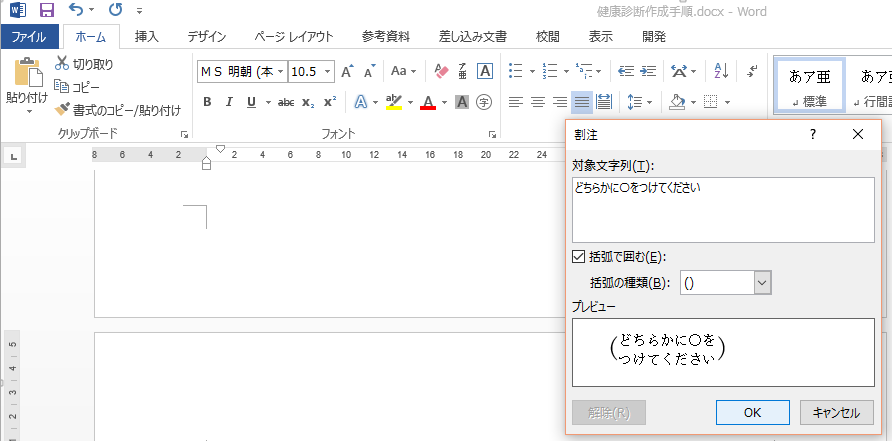 健康診断作成手順.docx - Word
ファイル ホーム 挿入 デザイン ページ レイアウト 参考資料 差し込み文書 校閲 表示 開発
貼り付け
切り取り
コピー
書式のコピー/貼り付け
クリップボード
ＭＳ 明朝 (本 10.5 Aa ア亜 A
B I U abc x₂ x² A ab A A 字
フォント
あア亜
標準
あア
行間詰
8 6 4 2 2 4 6 8 10 12 14 16 18 20 22 24
5
4
3
2
割注 ?
対象文字列(T):
どちらかに〇をつけてください
括弧で囲む(E):
括弧の種類(B): ()
プレビュー
(どちらかに〇を
つけてください)
解除(R) OK キャンセル